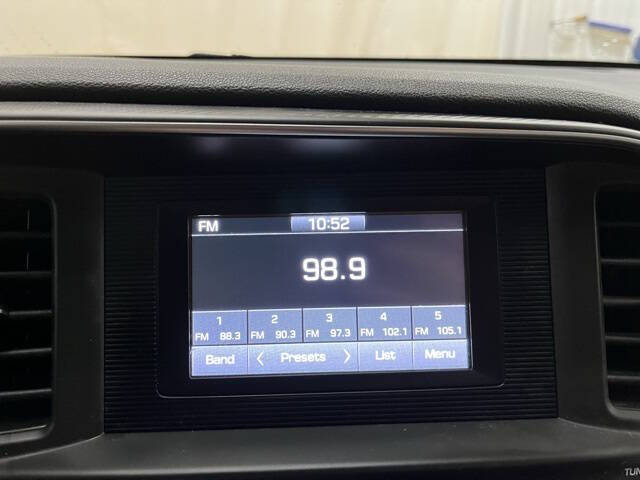 FM 10:52
98.9
1 2 3 4 5
FM 88.3 FM 90.3 FM 97.3 FM 102.1 FM 105.1
Band < Presets > List Menu
TUN